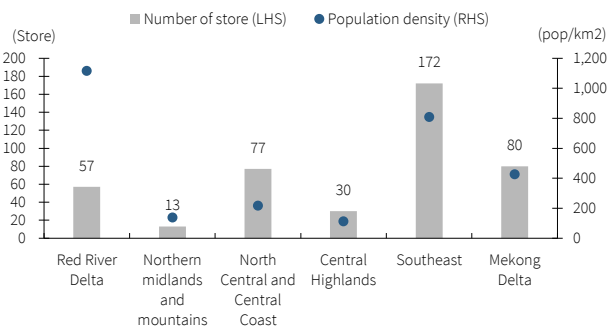 Number of store (LHS) Population density (RHS)
(Store) (pop/km2)
200 1,200
180
160 1,000
140
120 800
100 600
80
60 400
40 200
20
0 0
57
13
77
30
172
80
Red River
Delta
Northern
midlands
and
mountains
North
Central and
Central
Coast
Central
Highlands
Southeast
Mekong
Delta